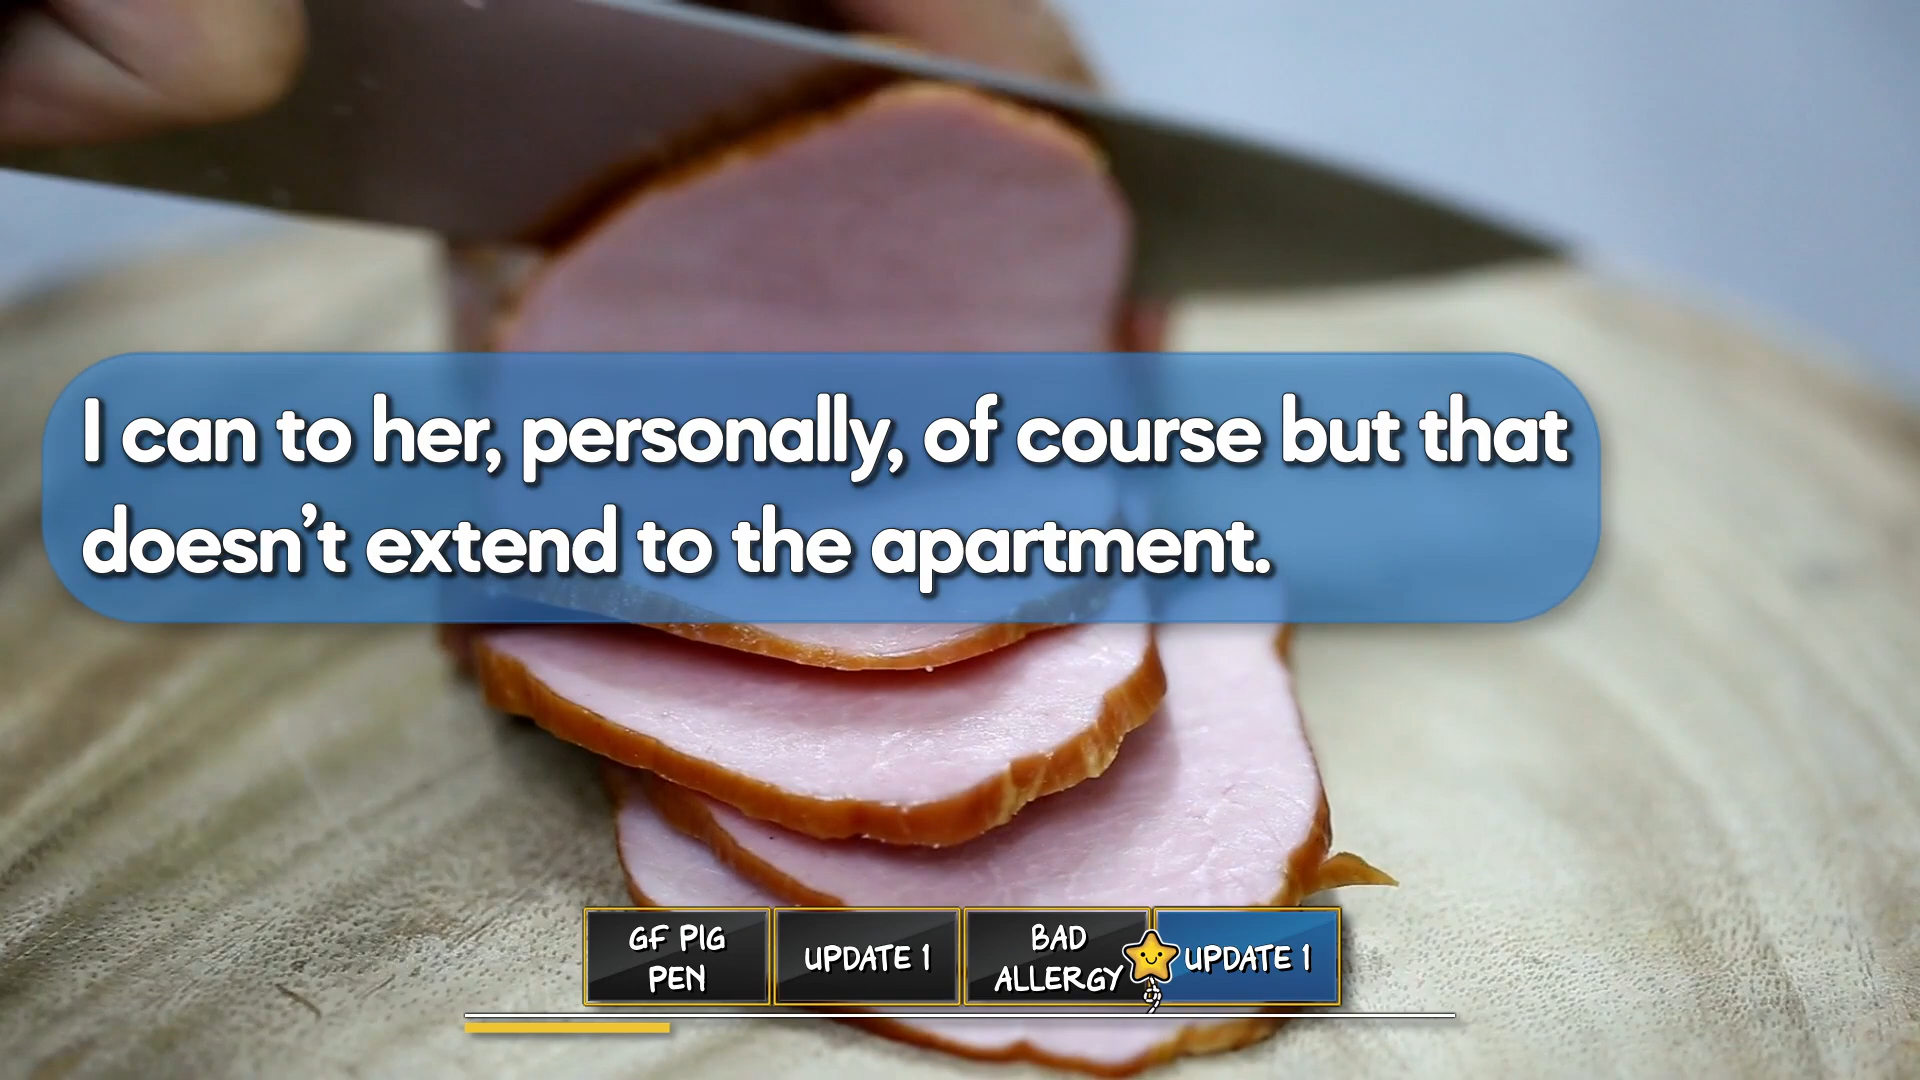 I can to her, personally, of course but that
doesn't extend to the apartment.
GF PIG
PEN
UPDATE 1
BAD
ALLERGY
UPDATE 1